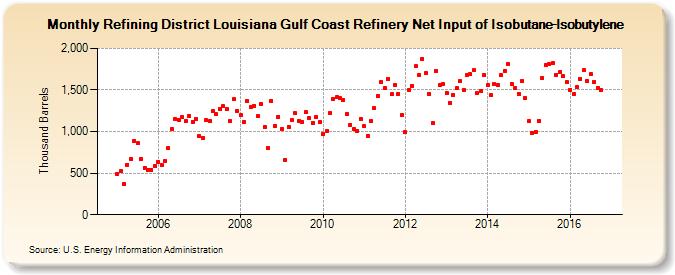 Monthly Refining District Louisiana Gulf Coast Refinery Net Input of Isobutane-Isobutylene
Thousand Barrels
2,000
1,500
1,000
500
0
2006 2008 2010 2012 2014 2016
Source: U.S. Energy Information Administration